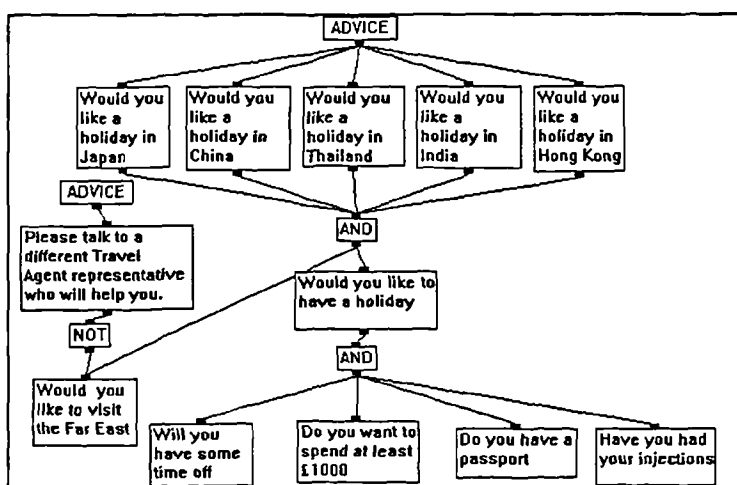 ADVICE
Would you
like a
holiday in
Japan
Would you
like a
holiday in
China
Would you
like a
holiday in
Thailand
Would you
like a
holiday in
India
Would you
like a
holiday in
Hong Kong
ADVICE
Please talk to a
different Travel
Agent representative
who will help you.
AND
Would you like to
have a holiday
NOT
AND
Would you
like to visit
the Far East
Will you
have some
time off
Do you want to
spend at least
£1000
Do you have a
passport
Have you had
your injections